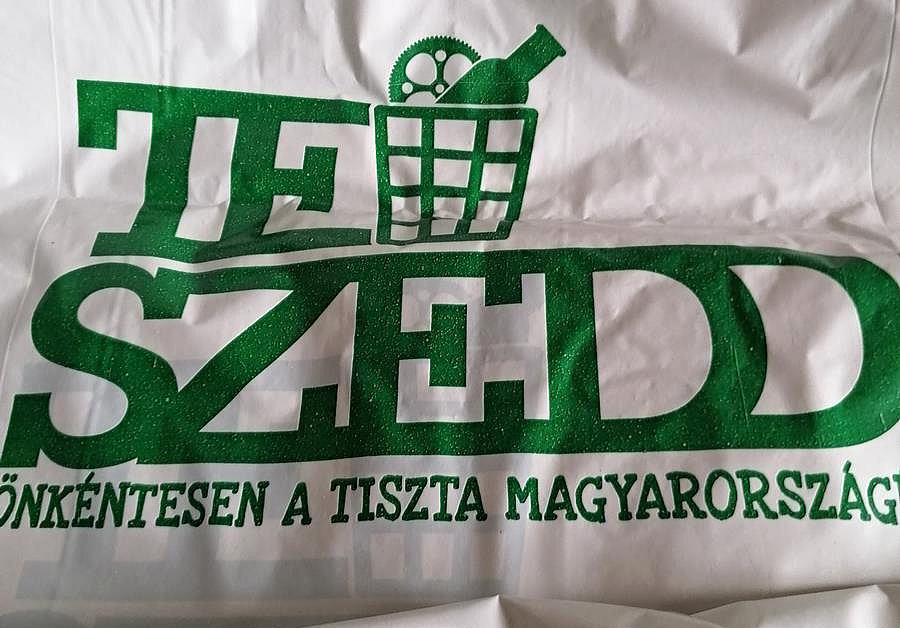 TE
SZEDD
ÖNKÉNTESEN A TISZTA MAGYARORSZÁG